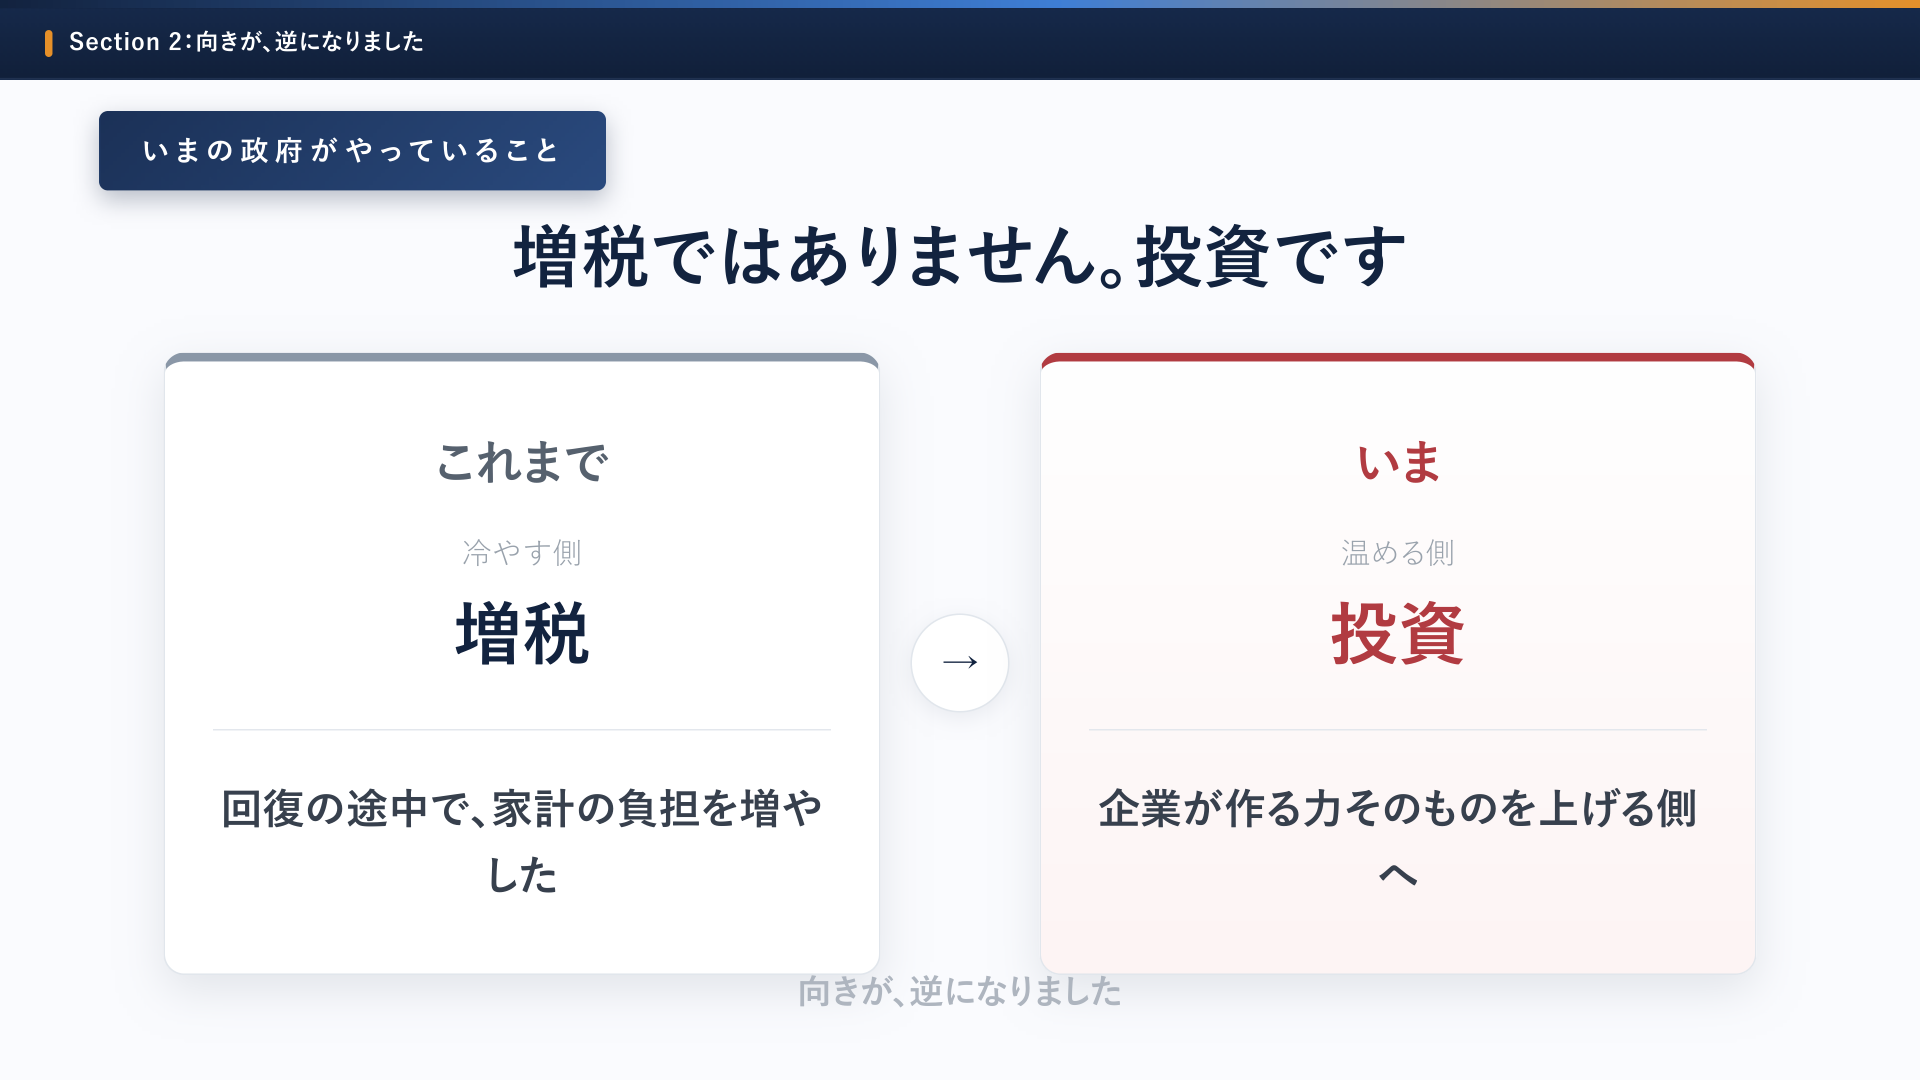 Section 2：向きが、逆になりました
いまの政府がやっていること
増税ではありません。投資です
これまで
冷やす側
増税
回復の途中で、家計の負担を増や
した
→
いま
温める側
投資
企業が作る力そのものを上げる側
へ
向きが、逆になりました